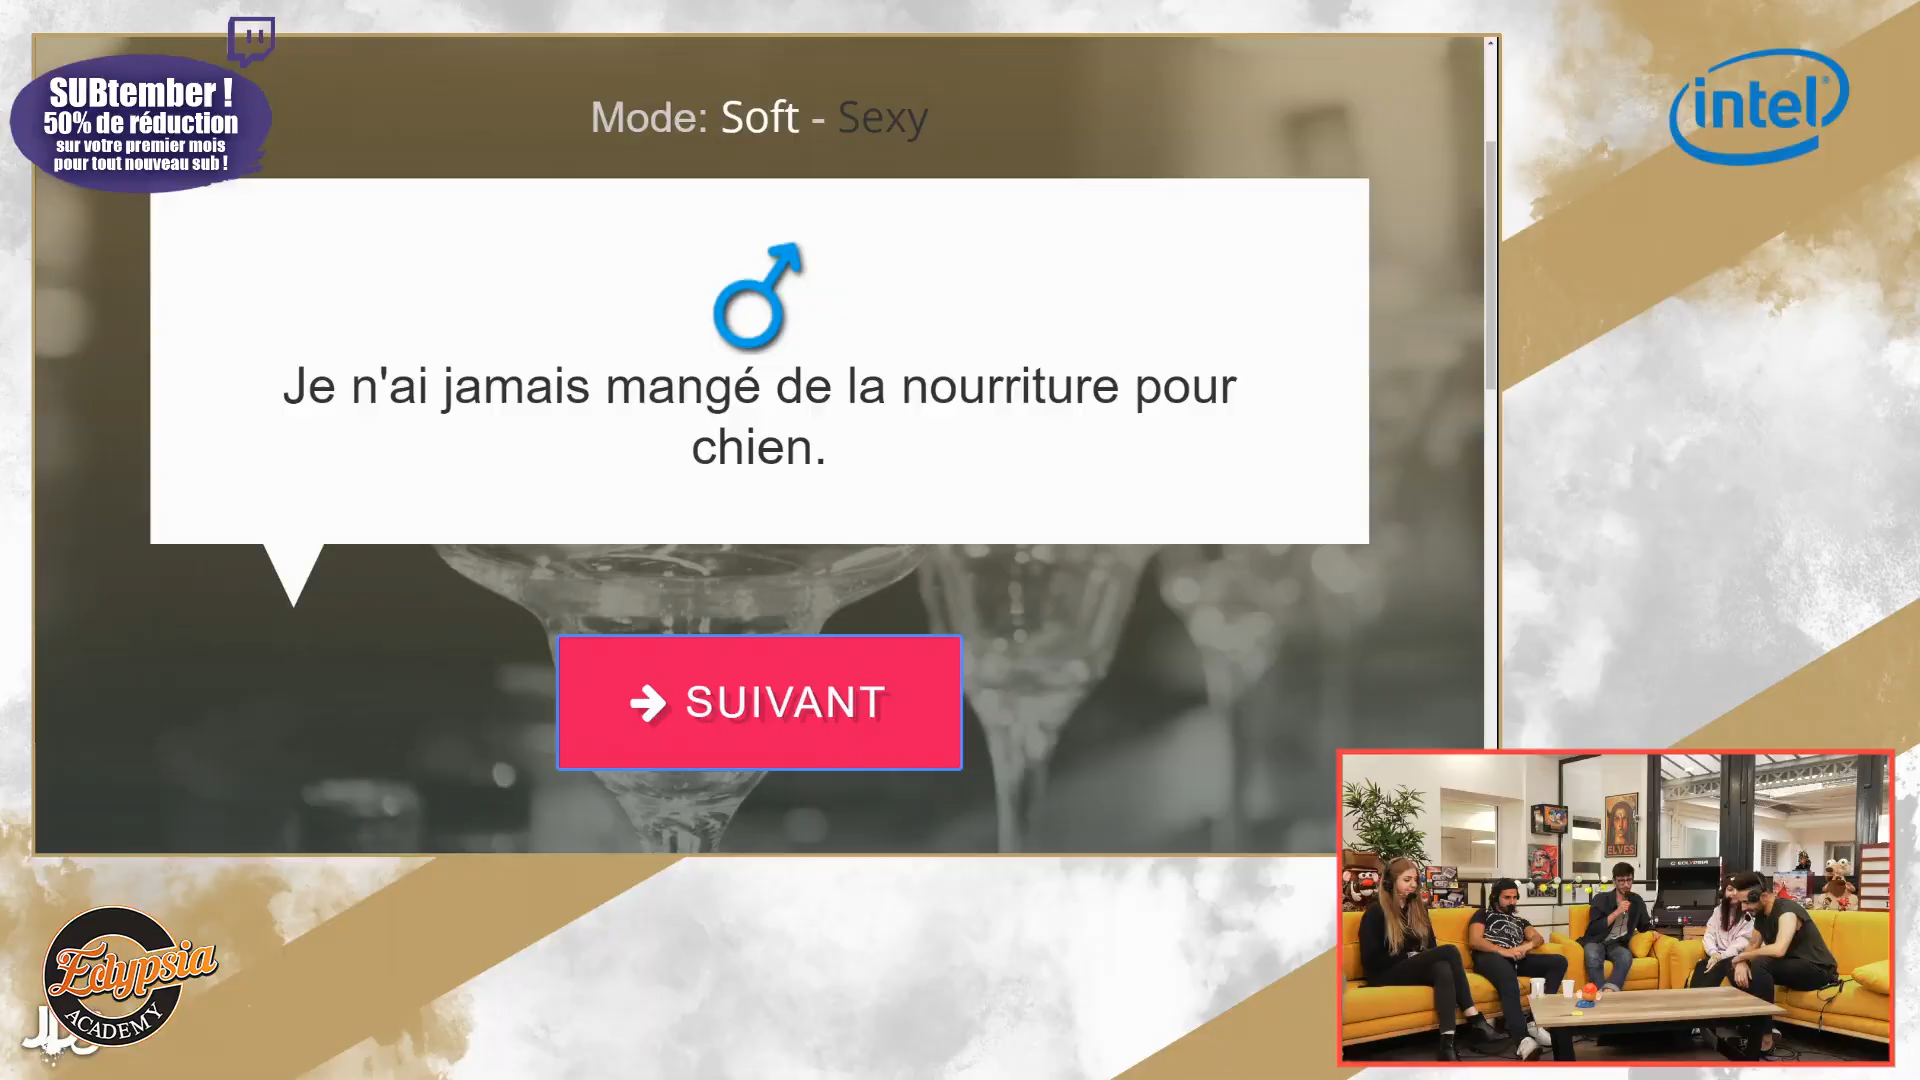 SUBtember !
50% de réduction
sur votre premier mois
pour tout nouveau sub !
Mode: Soft - Sexy
intel
Je n'ai jamais mangé de la nourriture pour
chien.
SUIVANT
ELVES
Eclypsia
ACADEMY